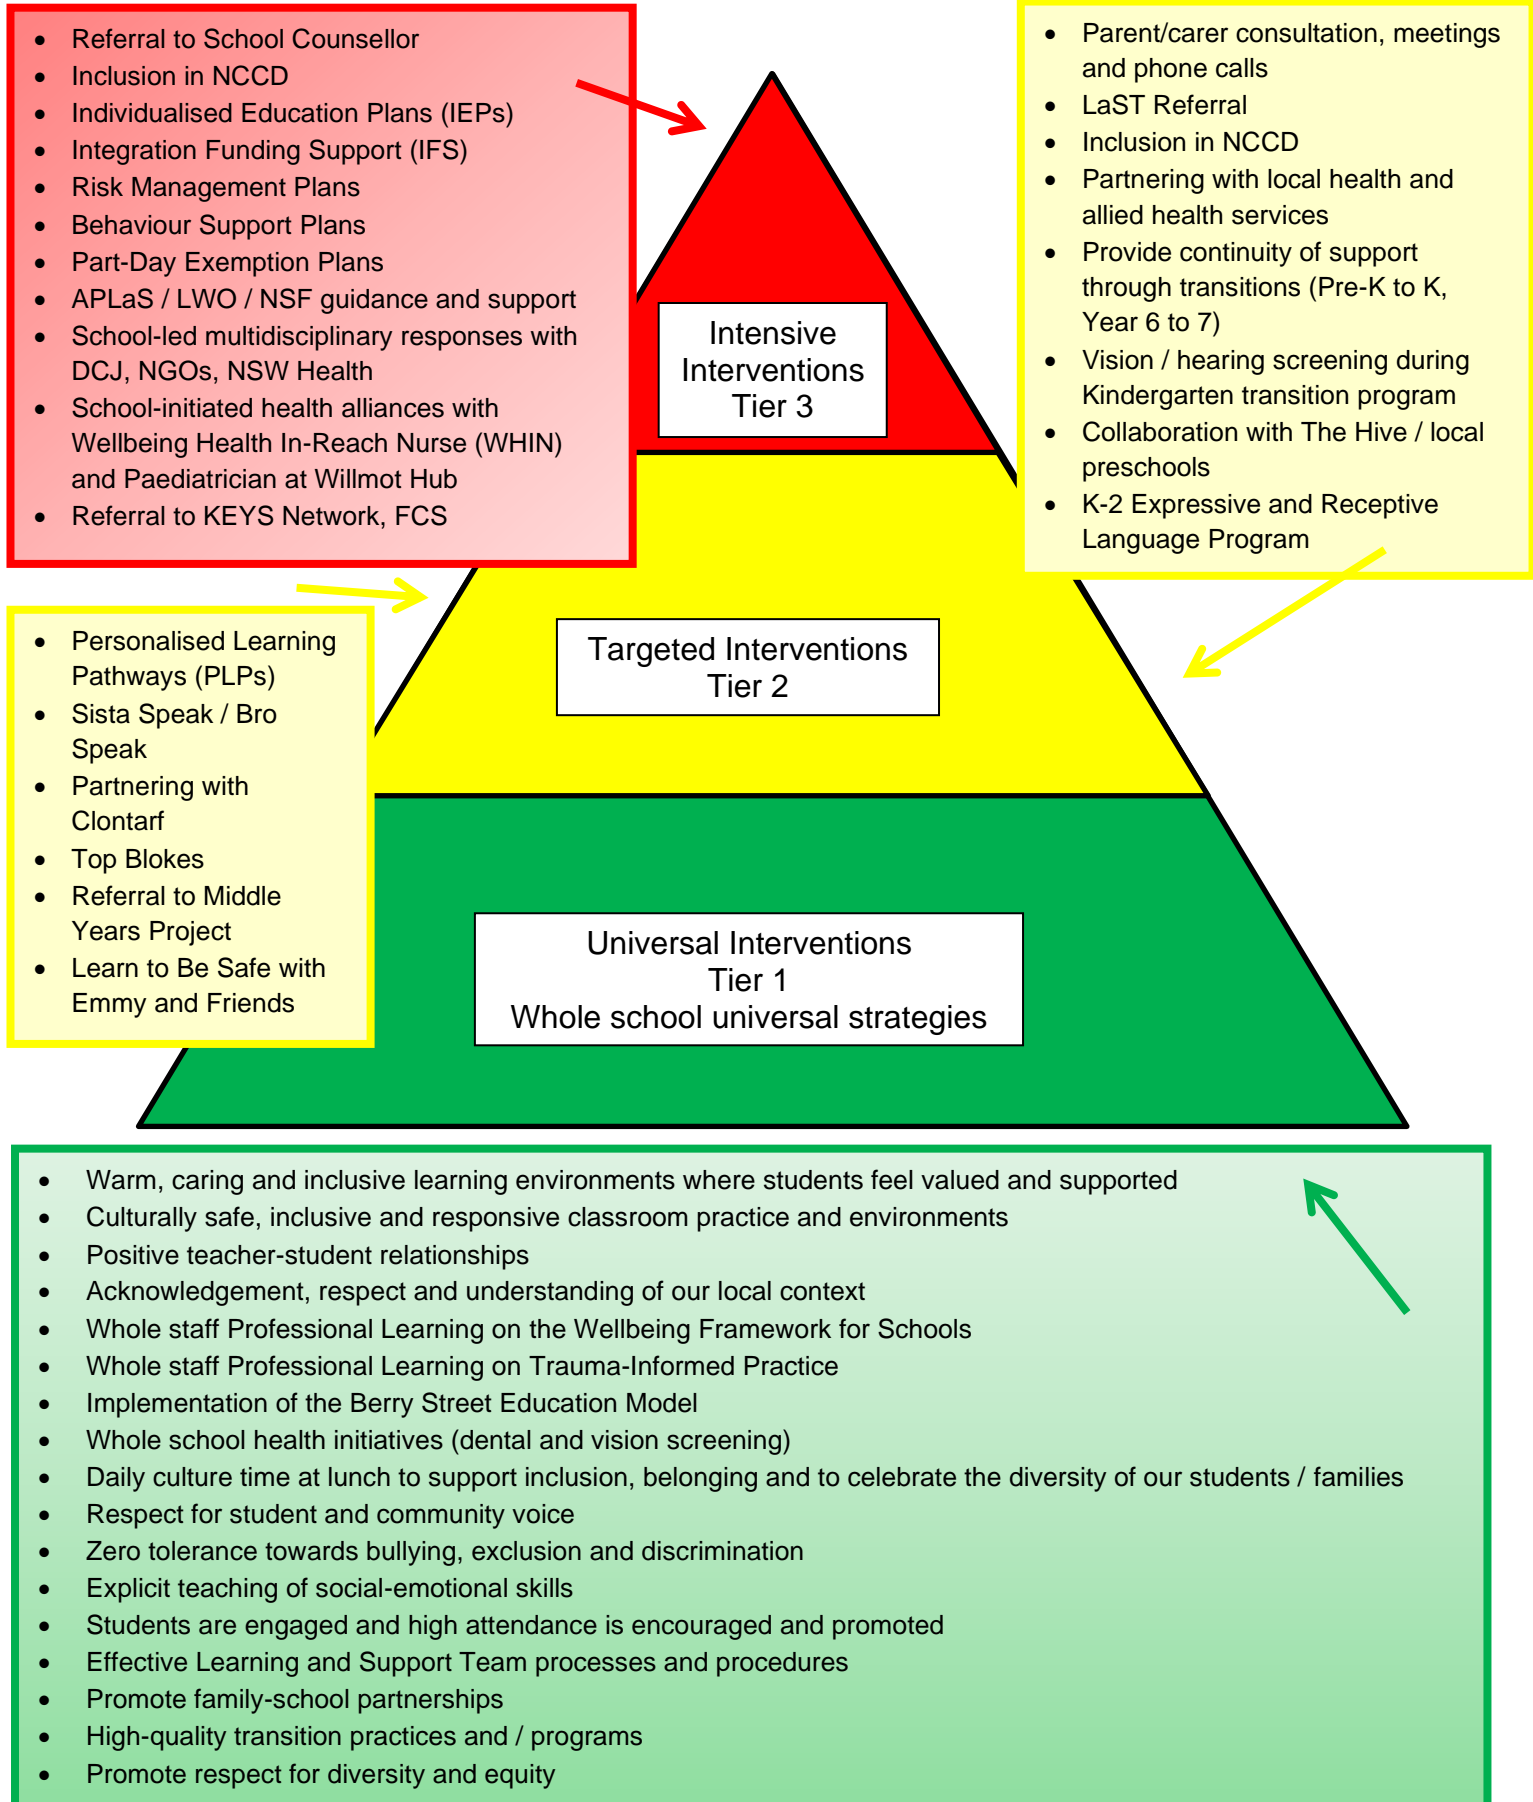 • Referral to School Counsellor
• Inclusion in NCCD
• Individualised Education Plans (IEPs)
• Integration Funding Support (IFS)
• Risk Management Plans
• Behaviour Support Plans
• Part-Day Exemption Plans
• APLaS / LWO / NSF guidance and support
• School-led multidisciplinary responses with
DCJ, NGOs, NSW Health
• School-initiated health alliances with
Wellbeing Health In-Reach Nurse (WHIN)
and Paediatrician at Willmot Hub
• Referral to KEYS Network, FCS
• Parent/carer consultation, meetings
and phone calls
• LaST Referral
• Inclusion in NCCD
• Partnering with local health and
allied health services
• Provide continuity of support
through transitions (Pre-K to K,
Year 6 to 7)
• Vision / hearing screening during
Kindergarten transition program
• Collaboration with The Hive / local
preschools
• K-2 Expressive and Receptive
Language Program
Intensive
Interventions
Tier 3
• Personalised Learning
Pathways (PLPs)
• Sista Speak / Bro
Speak
• Partnering with
Clontarf
• Top Blokes
• Referral to Middle
Years Project
• Learn to Be Safe with
Emmy and Friends
Targeted Interventions
Tier 2
Universal Interventions
Tier 1
Whole school universal strategies
• Warm, caring and inclusive learning environments where students feel valued and supported
• Culturally safe, inclusive and responsive classroom practice and environments
• Positive teacher-student relationships
• Acknowledgement, respect and understanding of our local context
• Whole staff Professional Learning on the Wellbeing Framework for Schools
• Whole staff Professional Learning on Trauma-Informed Practice
• Implementation of the Berry Street Education Model
• Whole school health initiatives (dental and vision screening)
• Daily culture time at lunch to support inclusion, belonging and to celebrate the diversity of our students / families
• Respect for student and community voice
• Zero tolerance towards bullying, exclusion and discrimination
• Explicit teaching of social-emotional skills
• Students are engaged and high attendance is encouraged and promoted
• Effective Learning and Support Team processes and procedures
• Promote family-school partnerships
• High-quality transition practices and / programs
• Promote respect for diversity and equity